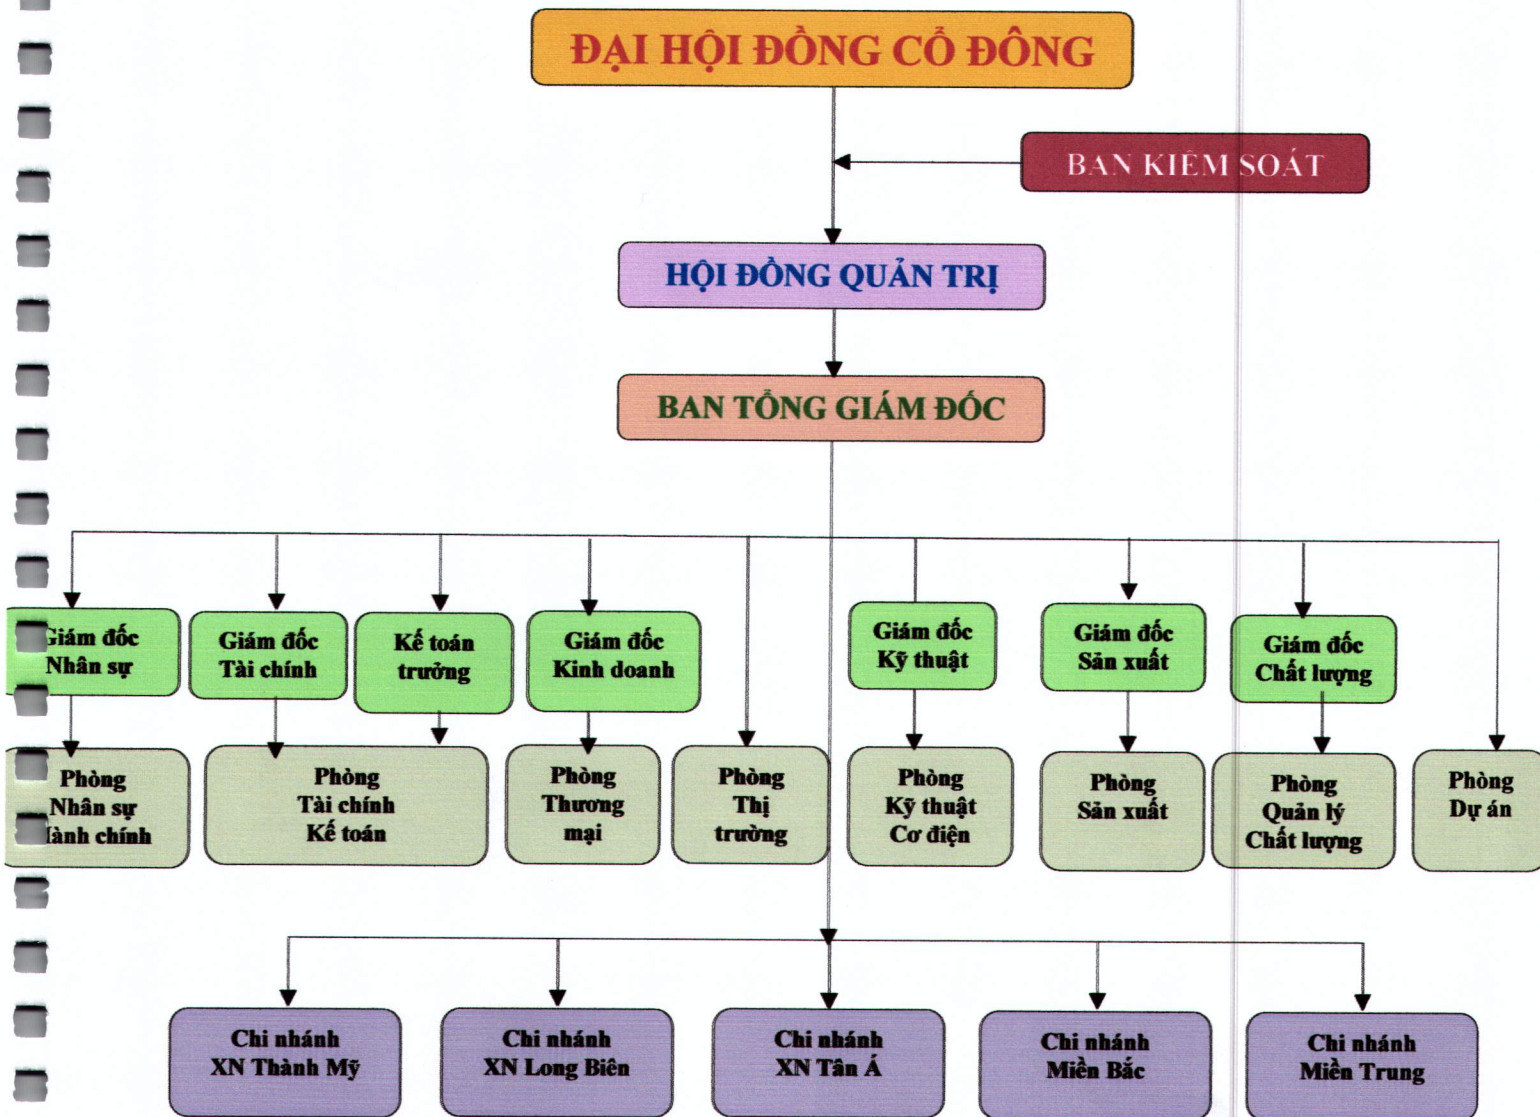 ĐẠI HỘI ĐỒNG CỔ ĐÔNG
BAN KIỂM SOÁT
HỘI ĐỒNG QUẢN TRỊ
BAN TỔNG GIÁM ĐỐC
Giám đốc
Nhân sự
Giám đốc
Tài chính
Kế toán
trưởng
Giám đốc
Kinh doanh
Giám đốc
Kỹ thuật
Giám đốc
Sản xuất
Giám đốc
Chất lượng
Phòng
Nhân sự
Hành chính
Phòng
Tài chính
Kế toán
Phòng
Thương
mại
Phòng
Thị
trường
Phòng
Kỹ thuật
Cơ điện
Phòng
Sản xuất
Phòng
Quản lý
Chất lượng
Phòng
Dự án
Chi nhánh
XN Thành Mỹ
Chi nhánh
XN Long Biên
Chi nhánh
XN Tân Á
Chi nhánh
Miền Bắc
Chi nhánh
Miền Trung